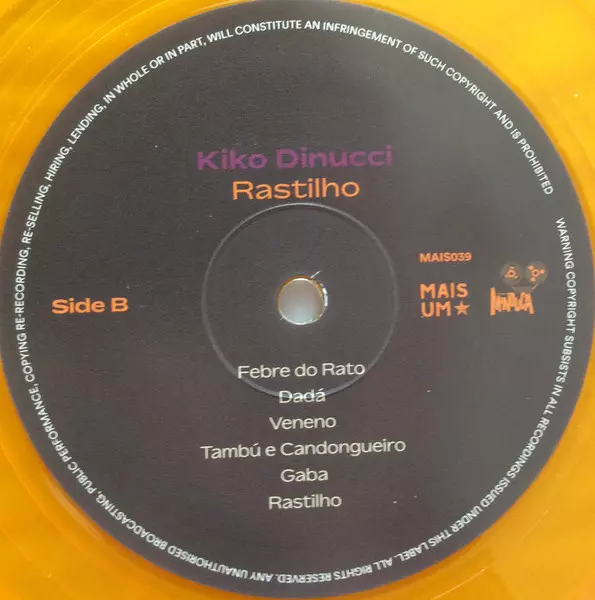 WARNING COPYRIGHT SUBSISTS IN ALL RECORDINGS ISSUED UNDER THIS LABEL. ALL RIGHTS RESERVED. ANY UNAUTHORISED BROADCASTING, PUBLIC PERFORMANCE, COPYING RE-RECORDING, RE-SELLING, HIRING, LENDING, IN WHOLE OR IN PART, WILL CONSTITUTE AN INFRINGEMENT OF SUCH COPYRIGHT AND IS PROHIBITED
Kiko Dinucci
Rastilho
Side B
MAIS039
MAIS
UM★
Febre do Rato
Dadá
Veneno
Tambú e Candongueiro
Gaba
Rastilho